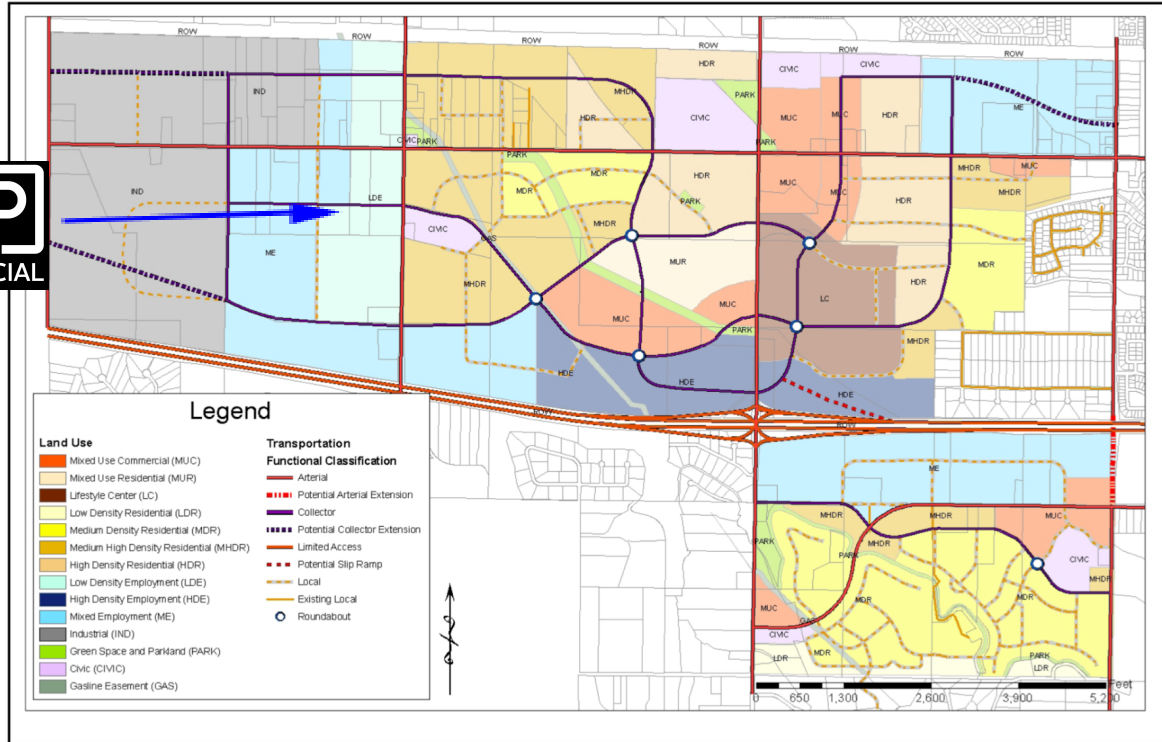 ROW
ROW
ROW
ROW
ROW
ROW
HDR
CIVIC
CIVIC
IND
MHDR
PARK
ME
HDR
CIVIC
MUC
MUC
HDR
CIVIC
PARK
PARK
PARK
MUC
MDR
HDR
MUC
MHDR
MHDR
IND
MDR
LDE
PARK
MUC
HDR
CIVIC
GAS
MHDR
ME
MUR
MDR
HDR
MHDR
LC
MUC
MUC
PARK
MHDR
HDE
HDE
HDE
ROW
ROW
CIAL
Legend
Land Use
Mixed Use Commercial (MUC)
Mixed Use Residential (MUR)
Lifestyle Center (LC)
Low Density Residential (LDR)
Medium Density Residential (MDR)
Medium High Density Residential (MHDR)
High Density Residential (HDR)
Low Density Employment (LDE)
High Density Employment (HDE)
Mixed Employment (ME)
Industrial (IND)
Green Space and Parkland (PARK)
Civic (CIVIC)
Gasline Easement (GAS)
Transportation
Functional Classification
Arterial
Potential Arterial Extension
Collector
Potential Collector Extension
Limited Access
Potential Slip Ramp
Local
Existing Local
Roundabout
ME
MHDR
MHDR
MUC
PARK
MHDR
PARK
CIVIC
MHDR
MDR
MDR
MUC
GAS
CIVIC
LDR
MDR
PARK
LDR
Feet
0 650 1,300 2,600 3,900 5,200